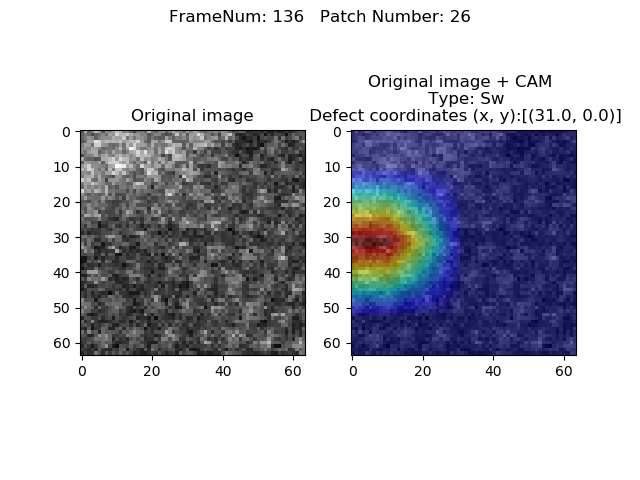 FrameNum: 136   Patch Number: 26
Original image
Original image + CAM
Type: Sw
Defect coordinates (x, y):[(31.0, 0.0)]
0
10
20
30
40
50
60
0 20 40 60
0
10
20
30
40
50
60
0 20 40 60